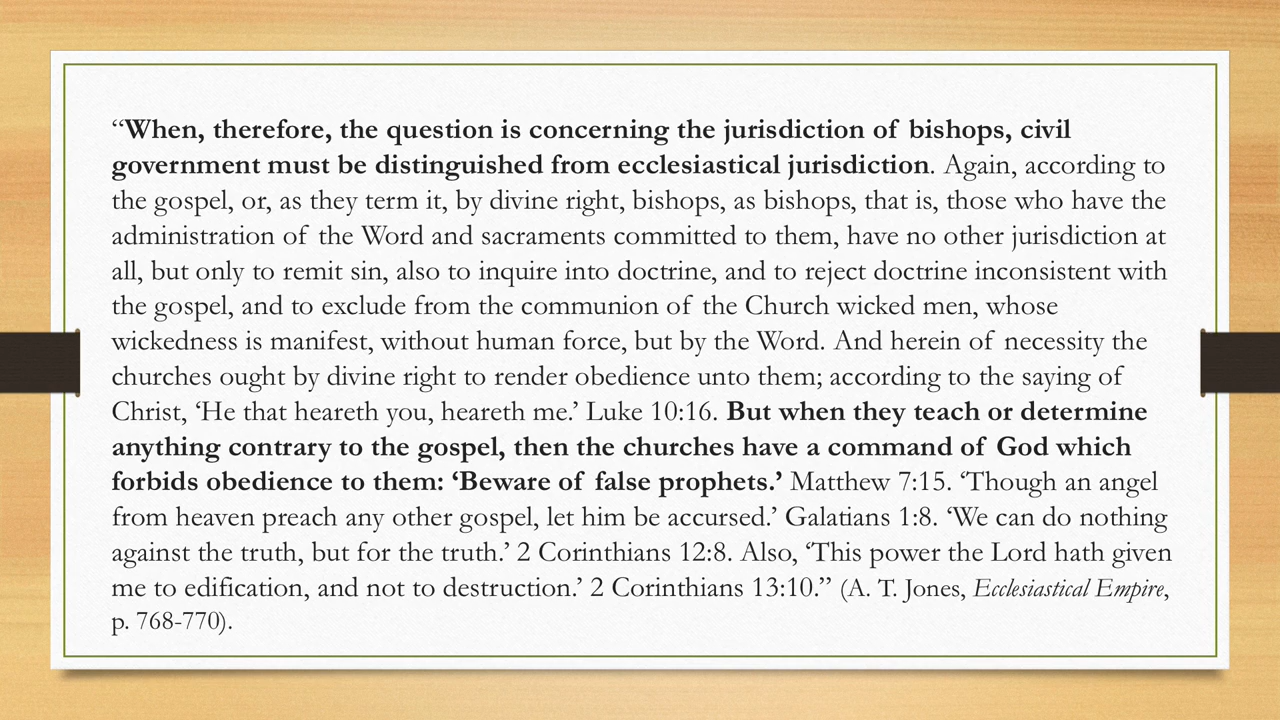 “When, therefore, the question is concerning the jurisdiction of bishops, civil
government must be distinguished from ecclesiastical jurisdiction. Again, according to
the gospel, or, as they term it, by divine right, bishops, as bishops, that is, those who have the
administration of the Word and sacraments committed to them, have no other jurisdiction at
all, but only to remit sin, also to inquire into doctrine, and to reject doctrine inconsistent with
the gospel, and to exclude from the communion of the Church wicked men, whose
wickedness is manifest, without human force, but by the Word. And herein of necessity the
churches ought by divine right to render obedience unto them; according to the saying of
Christ, ‘He that heareth you, heareth me.’ Luke 10:16. But when they teach or determine
anything contrary to the gospel, then the churches have a command of God which
forbids obedience to them: ‘Beware of false prophets.’ Matthew 7:15. ‘Though an angel
from heaven preach any other gospel, let him be accursed.’ Galatians 1:8. ‘We can do nothing
against the truth, but for the truth.’ 2 Corinthians 12:8. Also, ‘This power the Lord hath given
me to edification, and not to destruction.’ 2 Corinthians 13:10.” (A. T. Jones, Ecclesiastical Empire,
p. 768-770).